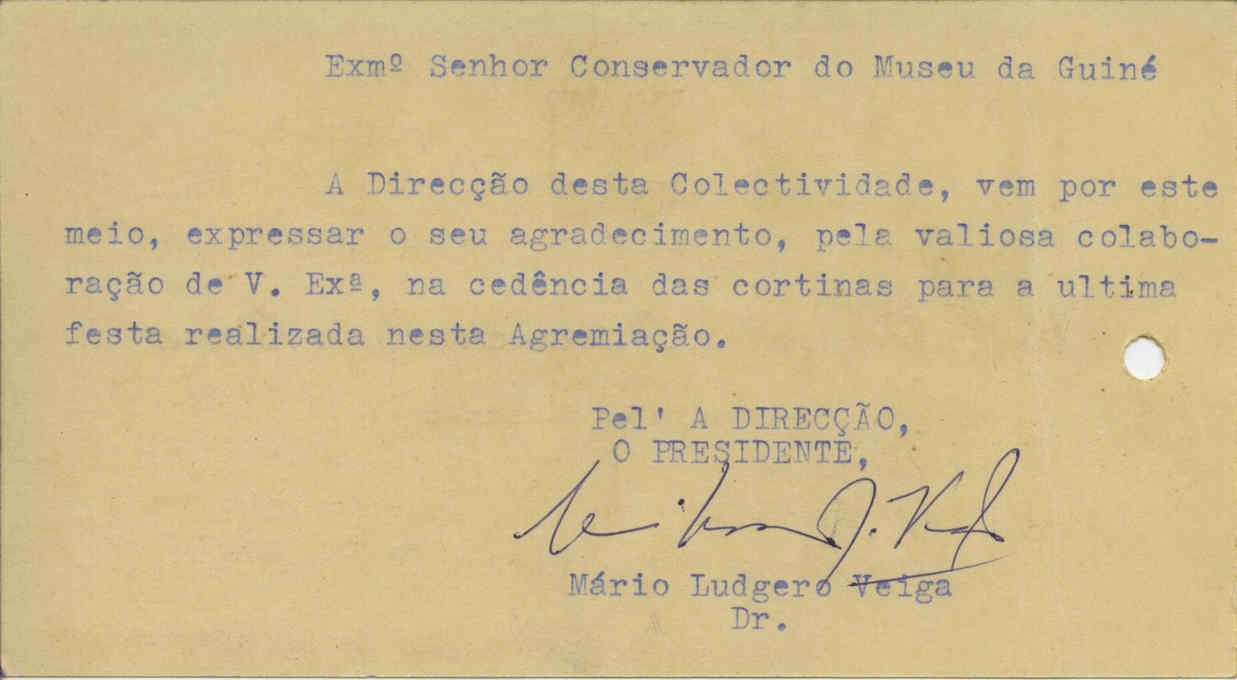 Exmº Senhor Conservador do Museu da Guiné
A Direcção desta Colectividade, vem por este
meio, expressar o seu agradecimento, pela valiosa colabo-
ração de V. Exª, na cedência das cortinas para a ultima
festa realizada nesta Agremiação.
Pel' A DIRECÇÃO,
O PRESIDENTE,
Mário Ludgero Veiga
Dr.